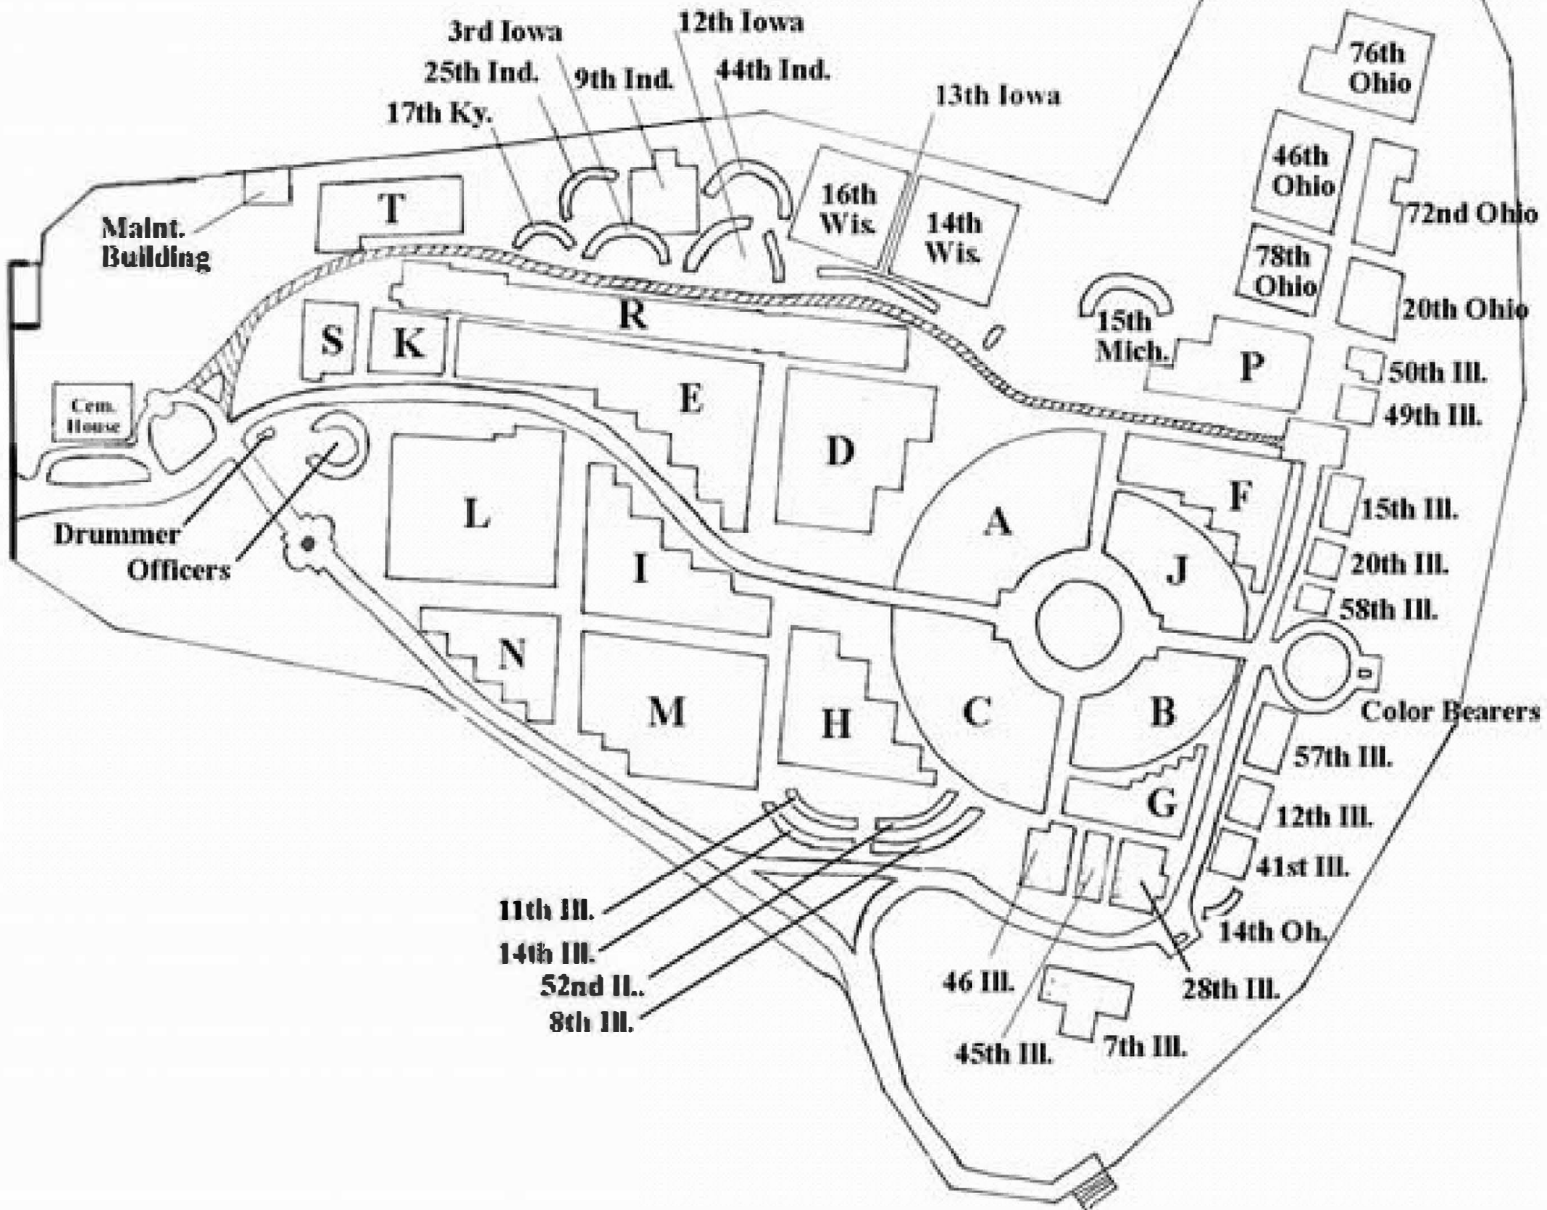 3rd Iowa
12th Iowa
25th Ind.
9th Ind.
44th Ind.
17th Ky.
13th Iowa
76th
Ohio
46th
Ohio
72nd Ohio
78th
Ohio
20th Ohio
Maint.
Building
T
16th
Wis.
14th
Wis.
15th
Mich.
P
50th Ill.
49th Ill.
S
K
R
E
D
Cem.
House
Drummer
Officers
L
I
A
F
J
15th Ill.
20th Ill.
58th Ill.
N
M
H
C
B
G
Color Bearers
57th Ill.
12th Ill.
41st Ill.
14th Oh.
11th Ill.
14th Ill.
52nd Il..
8th Ill.
46 Ill.
45th Ill.
28th Ill.
7th Ill.